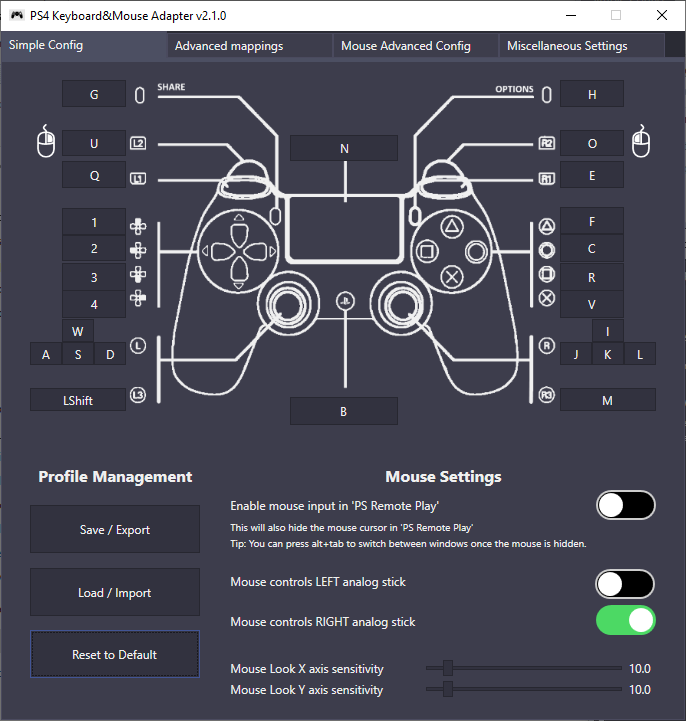 PS4 Keyboard&Mouse Adapter v2.1.0
Simple Config
Advanced mappings
Mouse Advanced Config
Miscellaneous Settings
G
SHARE
OPTIONS
H
U
L2
N
R2
O
Q
L1
R1
E
1
F
2
C
3
R
4
V
W
I
A
S
D
L
R
J
K
L
LShift
L3
B
R3
M
Profile Management
Mouse Settings
Save / Export
Enable mouse input in 'PS Remote Play'
This will also hide the mouse cursor in 'PS Remote Play'
Tip: You can press alt+tab to switch between windows once the mouse is hidden.
Load / Import
Mouse controls LEFT analog stick
Mouse controls RIGHT analog stick
Reset to Default
Mouse Look X axis sensitivity
10.0
Mouse Look Y axis sensitivity
10.0